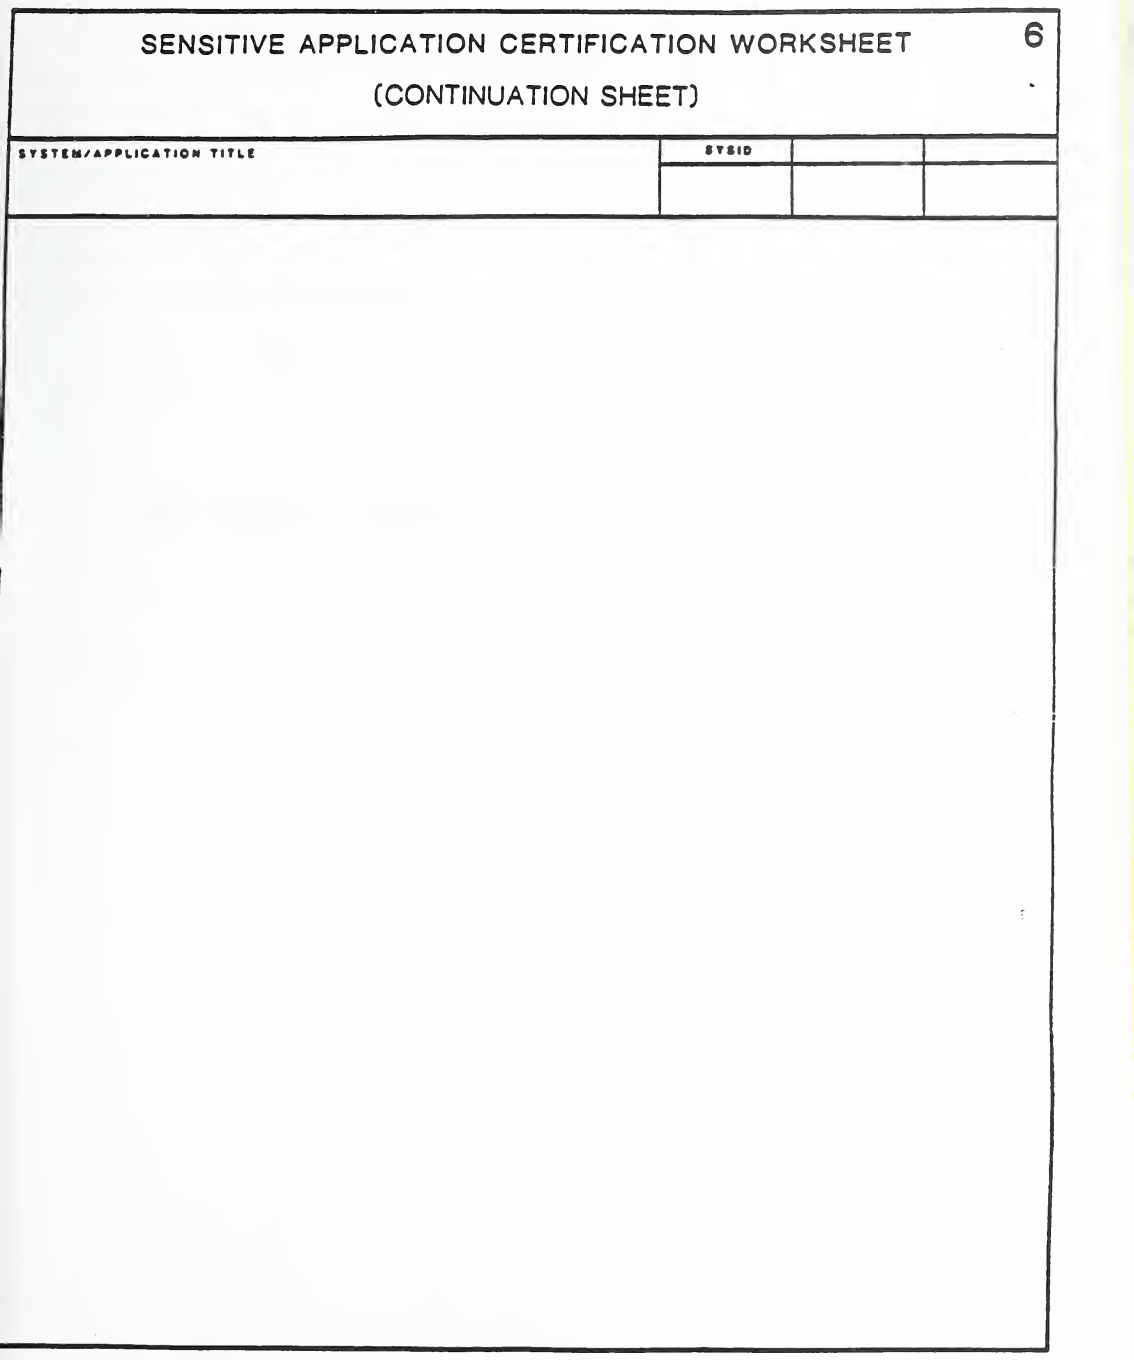 SENSITIVE APPLICATION CERTIFICATION WORKSHEET 6
(CONTINUATION SHEET)
SYSTEM/APPLICATION TITLE SYSID